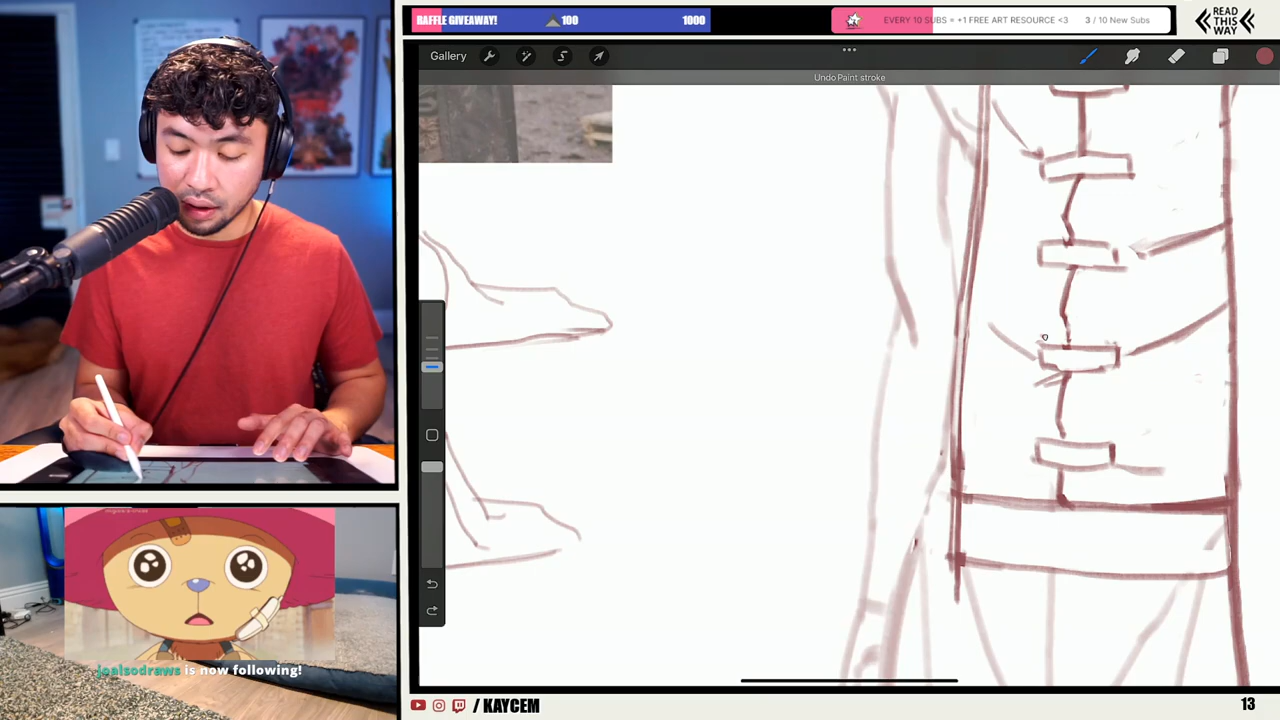 RAFFLE GIVEAWAY!
100
1000
EVERY 10 SUBS = +1 FREE ART RESOURCE <3
3 / 10 New Subs
READ
THIS
WAY
Gallery
Undo Paint stroke
joalsodraws is now following!
/ KAYCEM
13